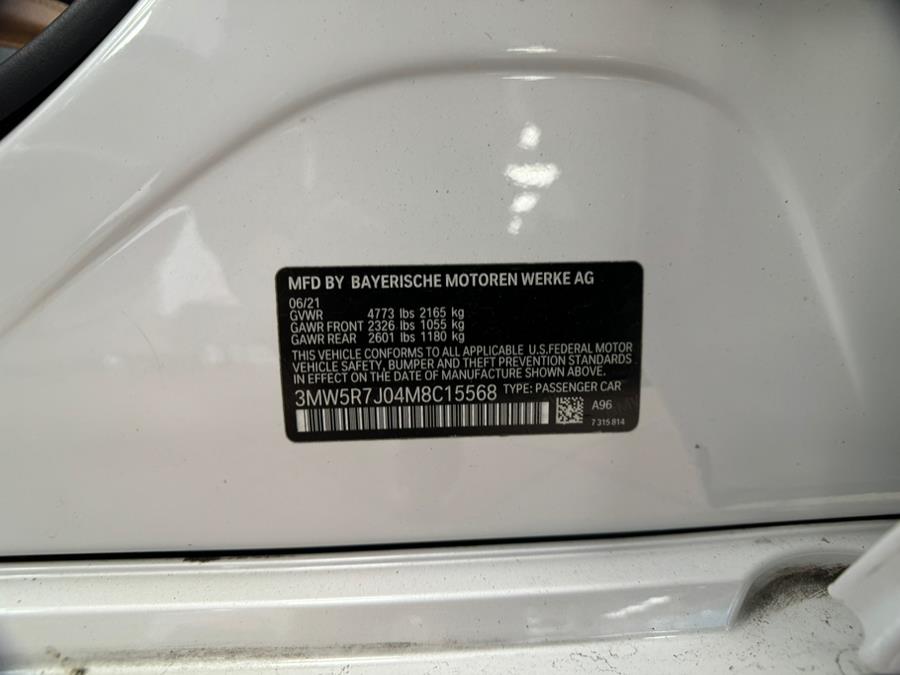 MFD BY BAYERISCHE MOTOREN WERKE AG
06/21
GVWR 4773 lbs 2165 kg
GAWR FRONT 2326 lbs 1055 kg
GAWR REAR 2601 lbs 1180 kg
THIS VEHICLE CONFORMS TO ALL APPLICABLE U.S.FEDERAL MOTOR
VEHICLE SAFETY, BUMPER AND THEFT PREVENTION STANDARDS
IN EFFECT ON THE DATE OF MANUFACTURE SHOWN ABOVE.
3MW5R7J04M8C15568 TYPE: PASSENGER CAR
A96
7 315 814